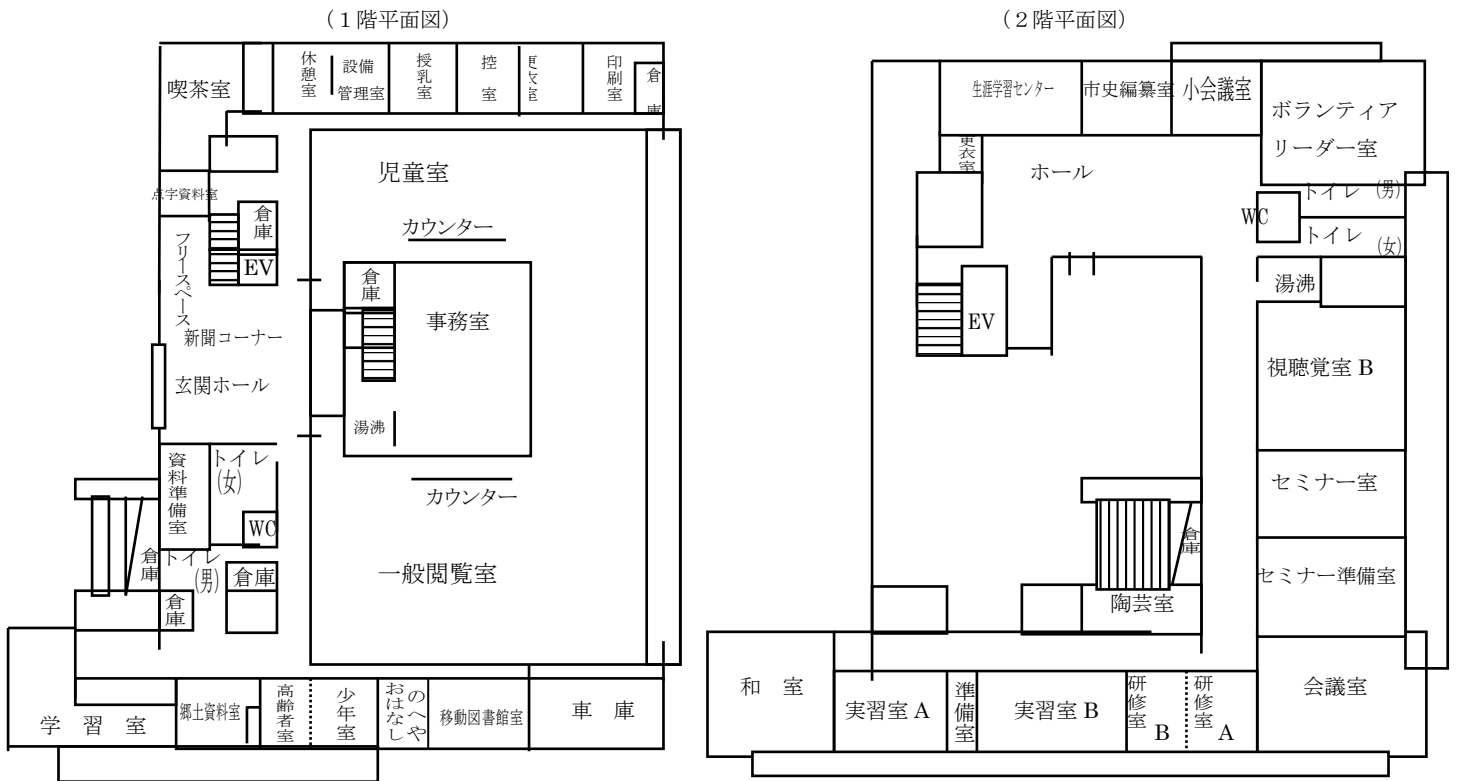 (１階平面図)
喫茶室
休憩室
設備
管理室
授乳室
控
室
更衣室
印刷室
倉
庫
点字資料室
倉庫
EV
フリースペース
新聞コーナー
玄関ホール
児童室
カウンター
倉庫
事務室
湯沸
カウンター
一般閲覧室
資料準備室
トイレ
(女)
WC
倉庫
トイレ
(男)
倉庫
倉庫
学 習 室
郷土資料室
高齢者室
少年室
おはなし
のへや
移動図書館室
車 庫
(２階平面図)
生涯学習センター
市史編纂室
小会議室
ボランティア
リーダー室
更衣室
ホール
トイレ (男)
WC
トイレ
(女)
湯沸
EV
視聴覚室 B
セミナー室
倉庫
セミナー準備室
陶芸室
和 室
実習室 A
準備室
実習室 B
研修室
B
研修室
A
会議室